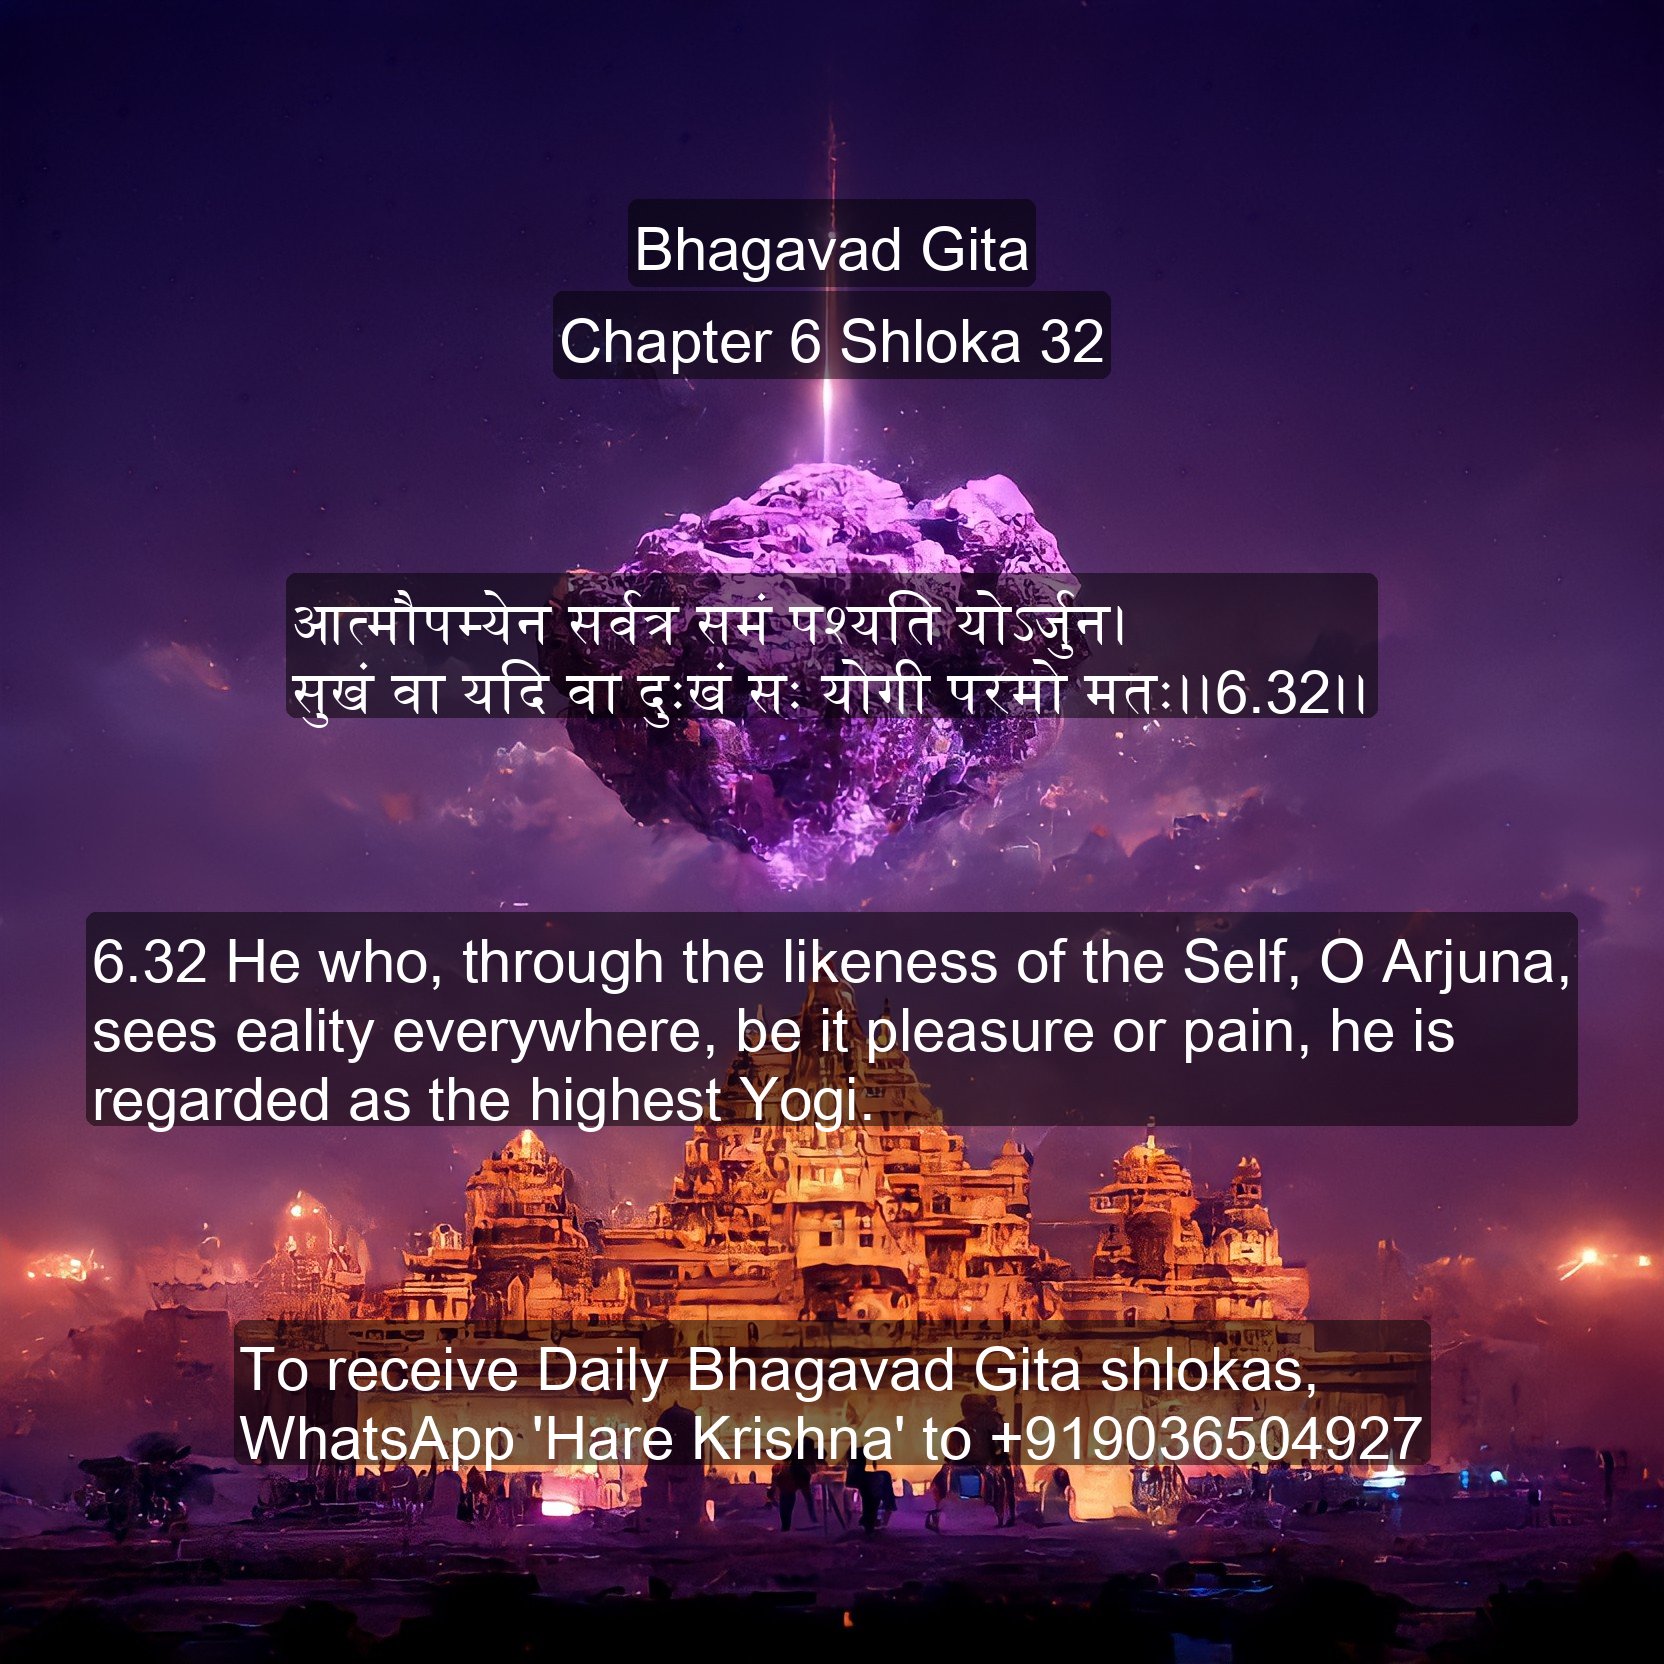 Bhagavad Gita
Chapter 6 Shloka 32
आत्मौपम्येन सर्वत्र समं पश्यति योऽर्जुन।
सुखं वा यदि वा दुःखं सः योगी परमो मतः।।6.32।।
6.32 He who, through the likeness of the Self, O Arjuna,
sees eality everywhere, be it pleasure or pain, he is
regarded as the highest Yogi.
To receive Daily Bhagavad Gita shlokas,
WhatsApp 'Hare Krishna' to +919036504927